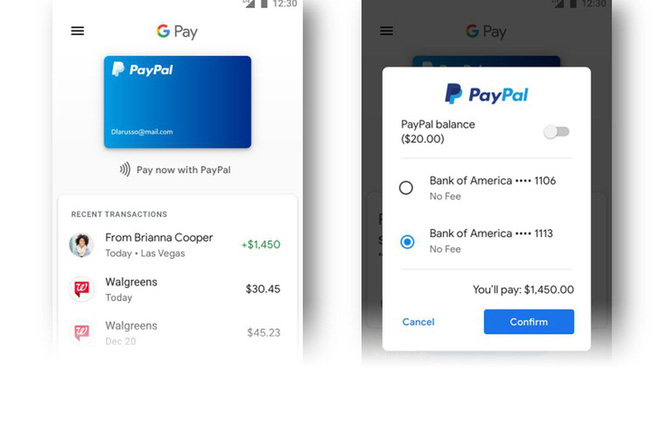 12:30
G Pay
PayPal
Dlarusso@mail.com
Pay now with PayPal
RECENT TRANSACTIONS
From Brianna Cooper +$1,450
Today • Las Vegas
Walgreens $30.45
Today
Walgreens $45.23
Dec 20
12:30
G Pay
PayPal
PayPal balance
($20.00)
Bank of America •••• 1106
No Fee
Bank of America •••• 1113
No Fee
You'll pay: $1,450.00
Cancel Confirm